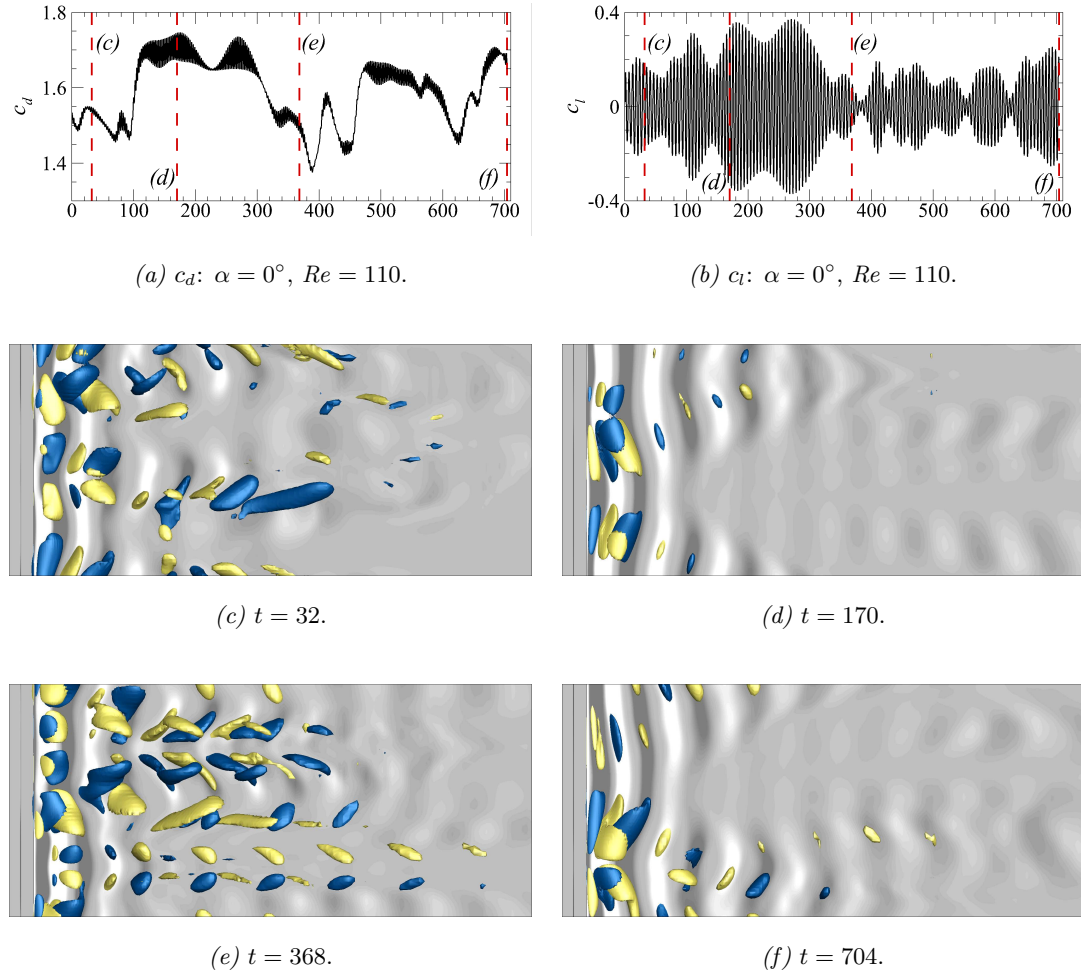 1.8
(c)
(e)
1.6
c_d
1.4
(d)
(f)
0 100 200 300 400 500 600 700
0.4
(c)
(e)
c_l
0
(d)
(f)
-0.4
0 100 200 300 400 500 600 700
(a) c_d: α = 0°, Re = 110.
(b) c_l: α = 0°, Re = 110.
(c) t = 32.
(d) t = 170.
(e) t = 368.
(f) t = 704.